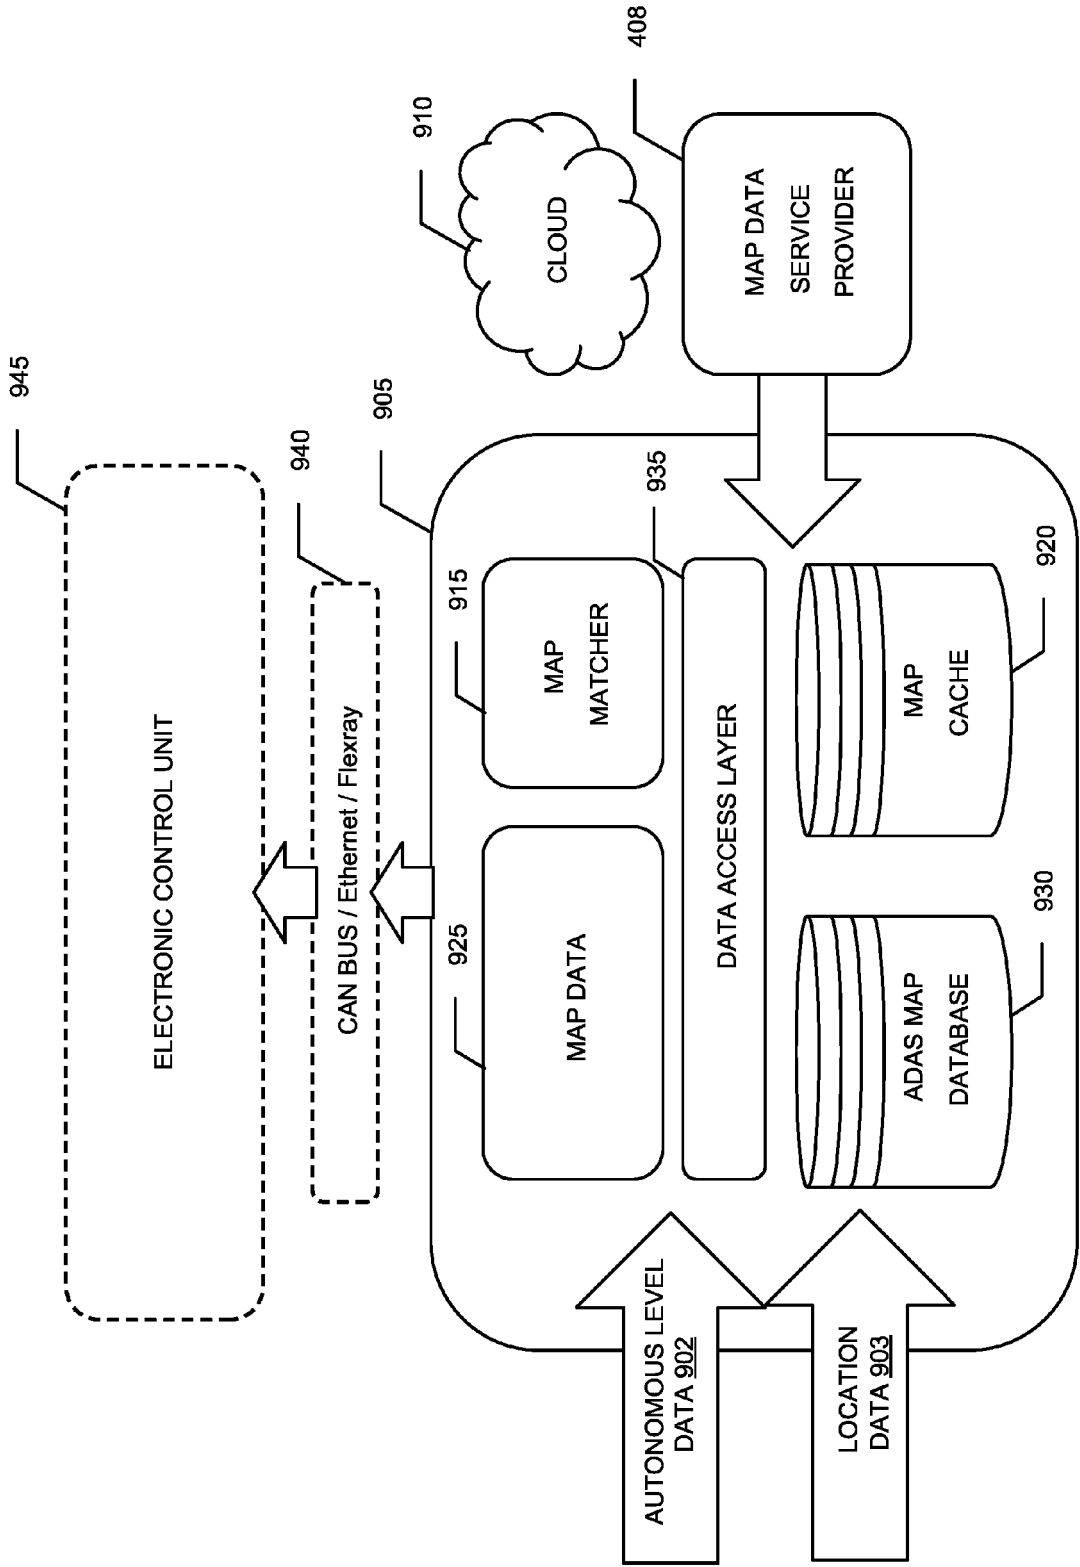 945
ELECTRONIC CONTROL UNIT
940
CAN BUS / Ethernet / Flexray
905
910
CLOUD
408
MAP DATA
SERVICE
PROVIDER
925
MAP DATA
915
MAP
MATCHER
935
DATA ACCESS LAYER
AUTONOMOUS LEVEL
DATA 902
LOCATION
DATA 903
ADAS MAP
DATABASE
930
MAP
CACHE
920